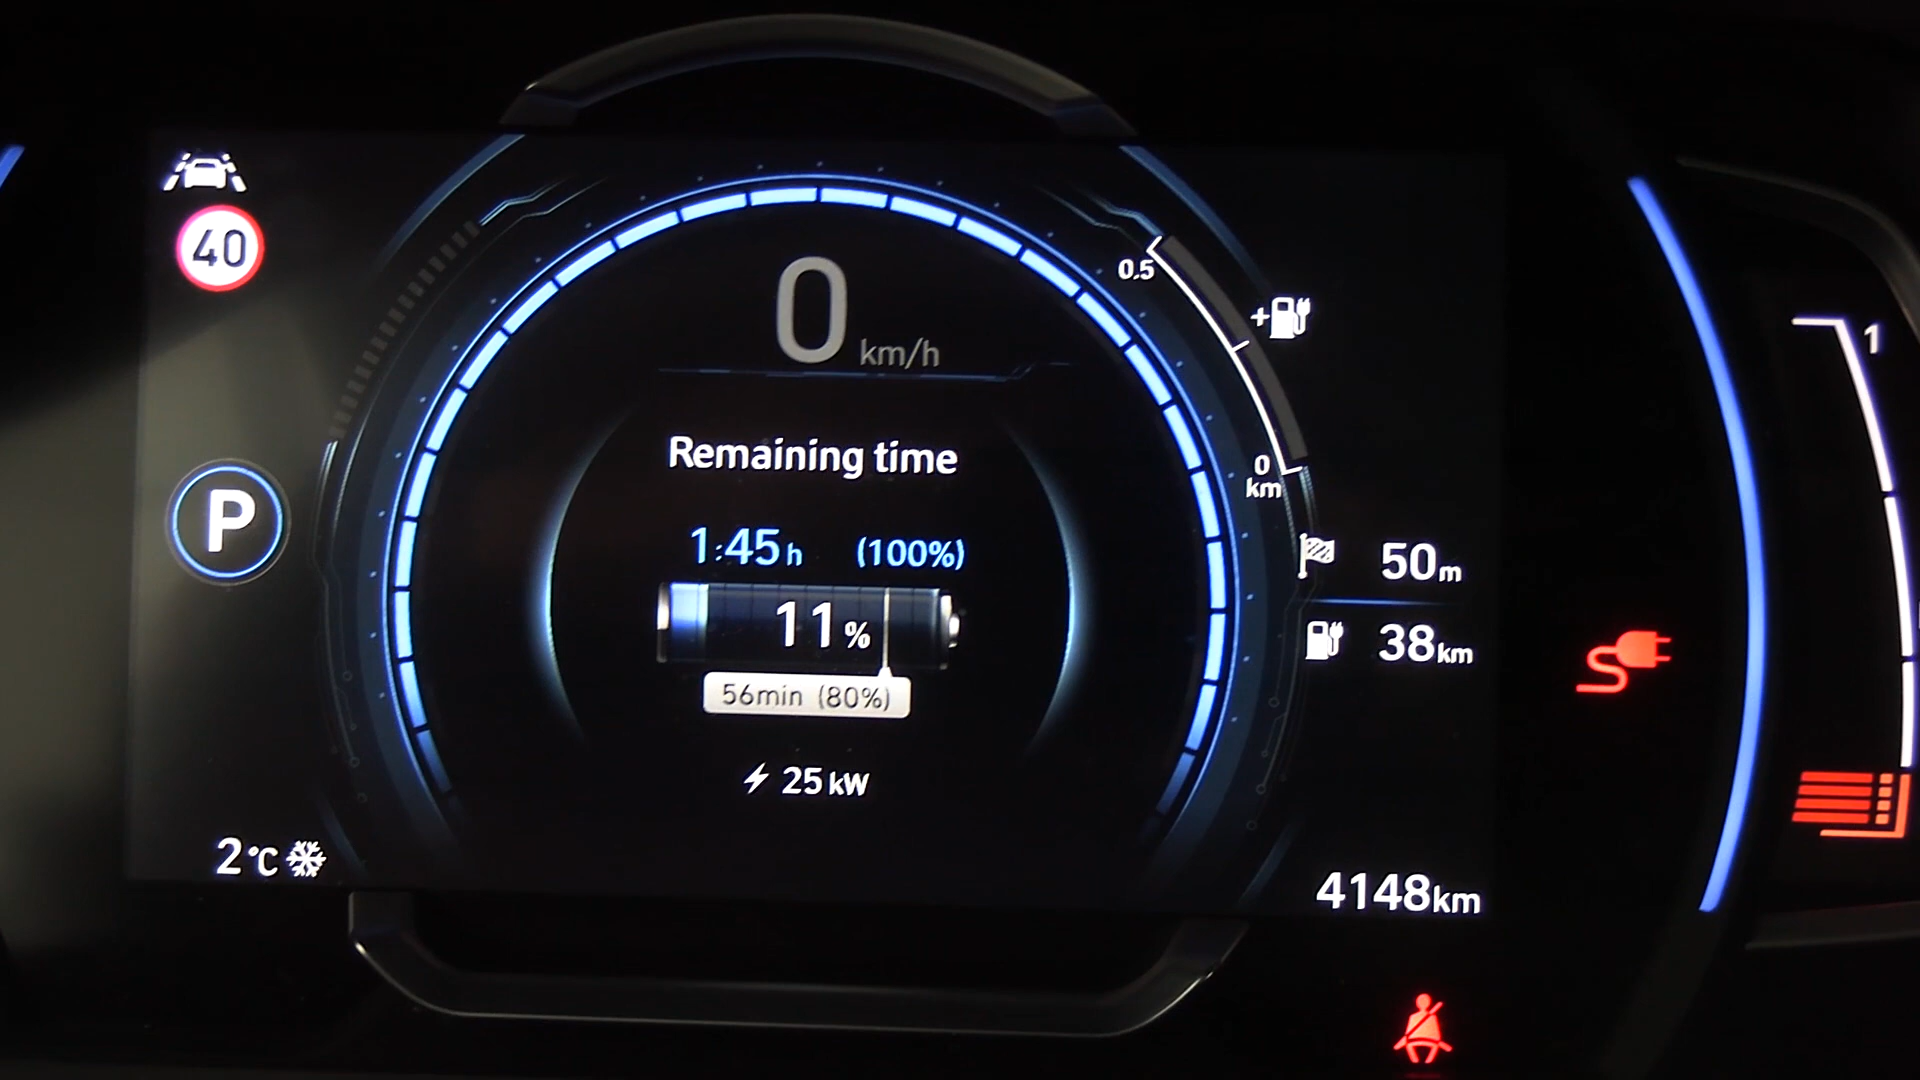 40
0 km/h
0.5
1
Remaining time
0
km
P
1:45 h (100%)
50m
11%
38km
56min (80%)
25 kW
2°C
4148km